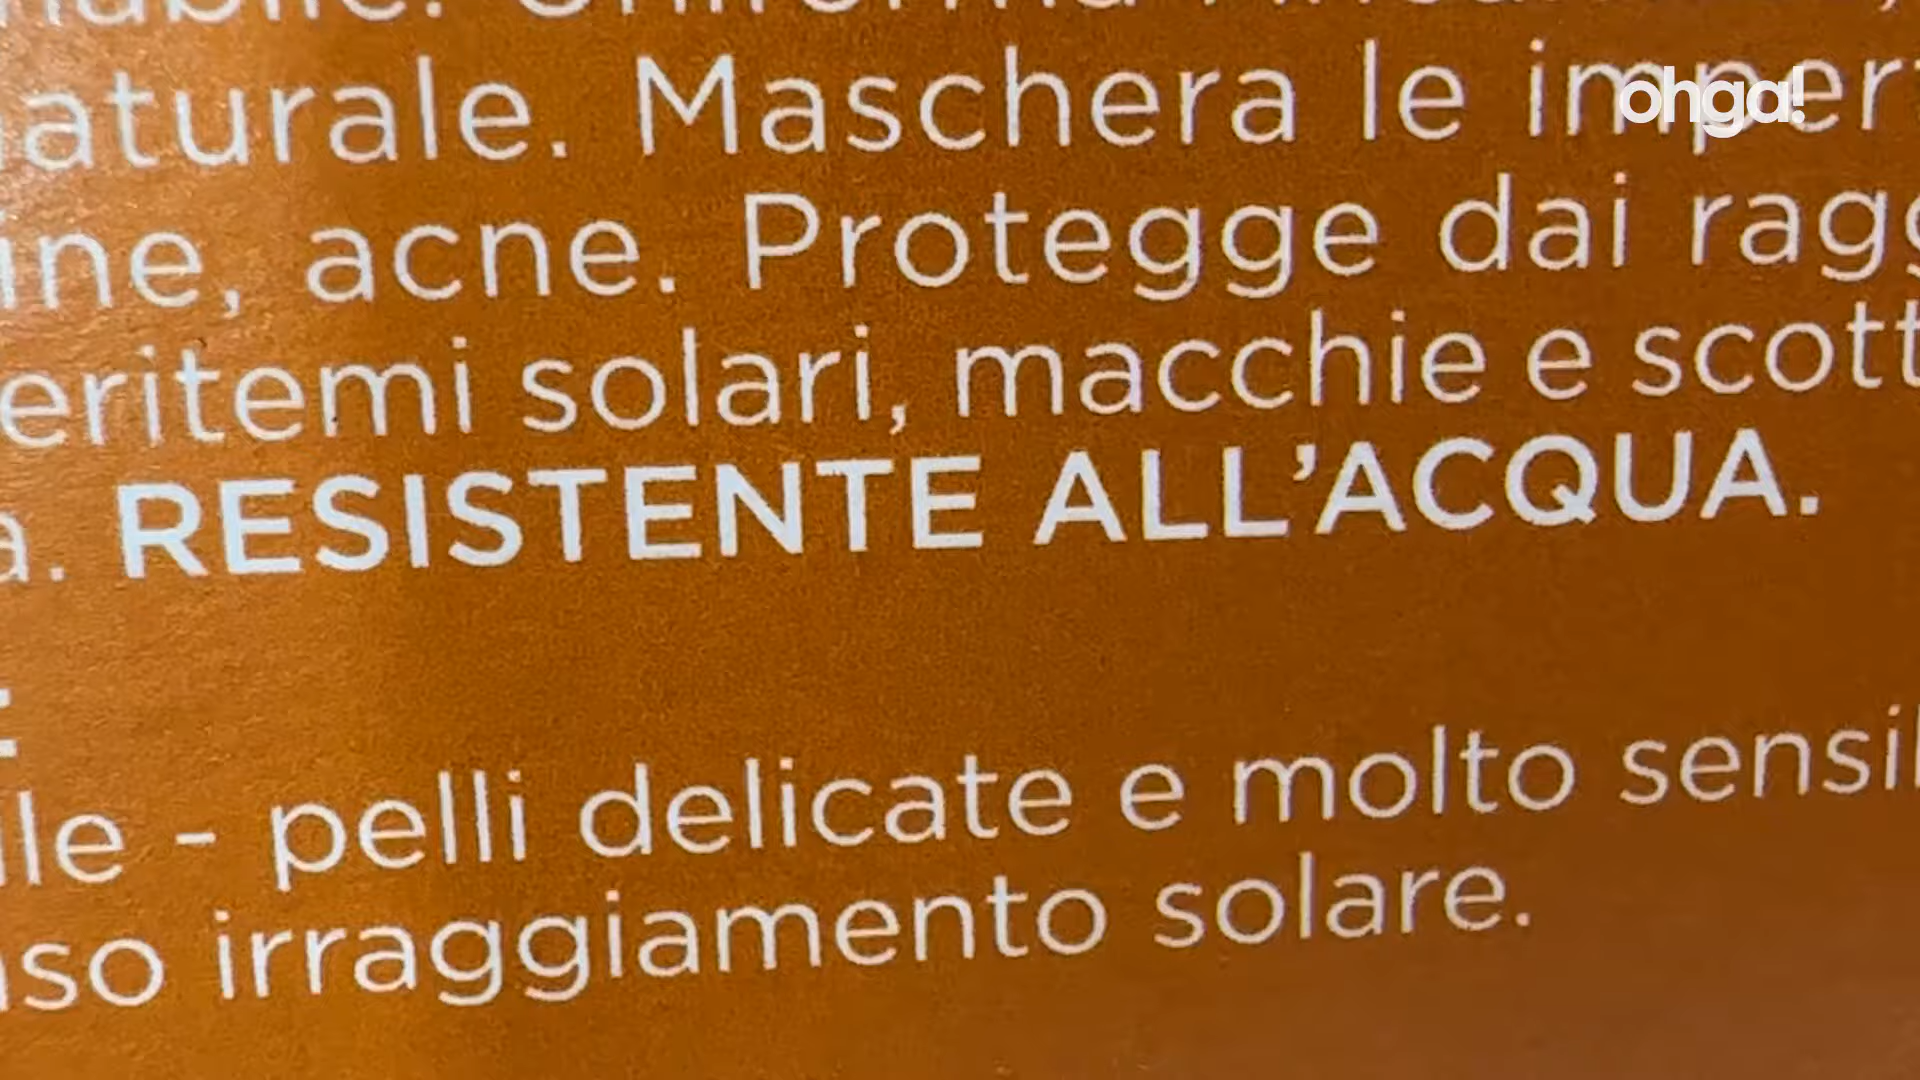 naturale. Maschera le imper
ohga!
ine, acne. Protegge dai ragg
eritemi solari, macchie e scott
a. RESISTENTE ALL'ACQUA.
:
ile - pelli delicate e molto sensibil
so irraggiamento solare.